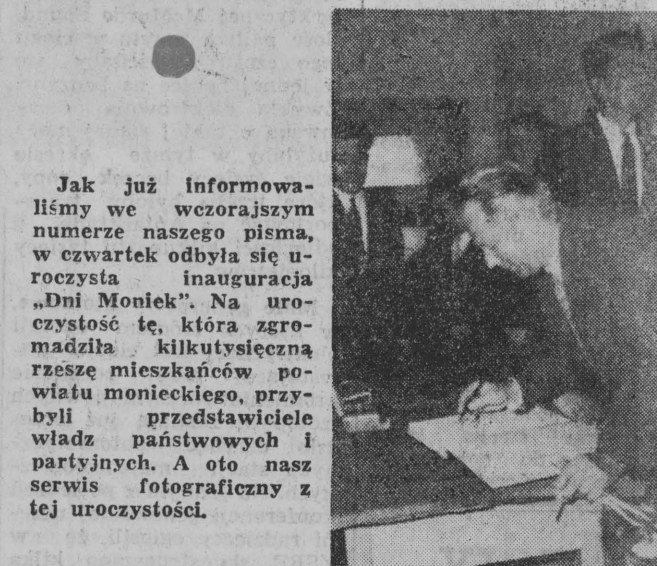 Jak już informowa-
liśmy we wczorajszym
numerze naszego pisma,
w czwartek odbyła się u-
roczysta inauguracja
„Dni Moniek”. Na uro-
czystość tę, która zgro-
madziła kilkutysięczną
rzeszę mieszkańców po-
wiatu monieckiego, przy-
byli przedstawiciele
władz państwowych i
partyjnych. A oto nasz
serwis fotograficzny z
tej uroczystości.